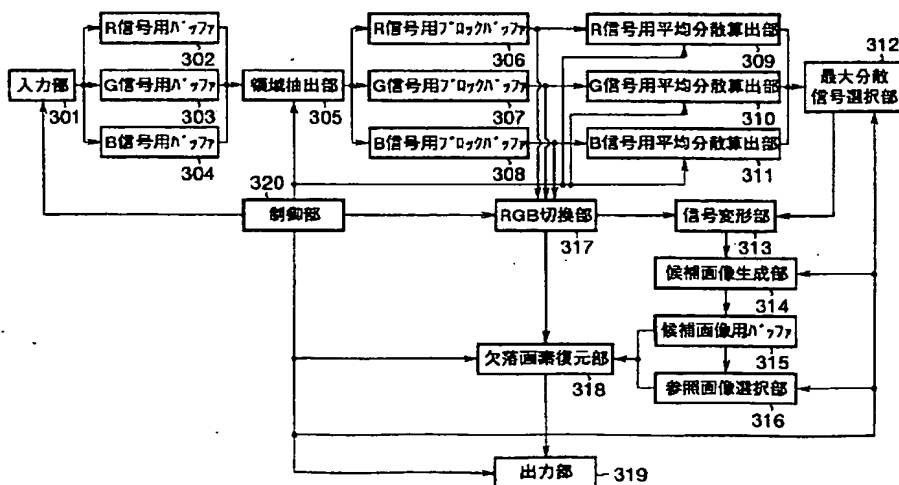 R信号用バッファ
302
R信号用ブロックバッファ
306
R信号用平均分散算出部
309
312
入力部
301
G信号用バッファ
303
領域抽出部
305
G信号用ブロックバッファ
307
G信号用平均分散算出部
310
最大分散
信号選択部
B信号用バッファ
304
B信号用ブロックバッファ
308
B信号用平均分散算出部
311
320
制御部
RGB切換部
317
信号変形部
313
候補画像生成部
314
候補画像用バッファ
315
欠落画素復元部
318
参照画像選択部
316
出力部
319